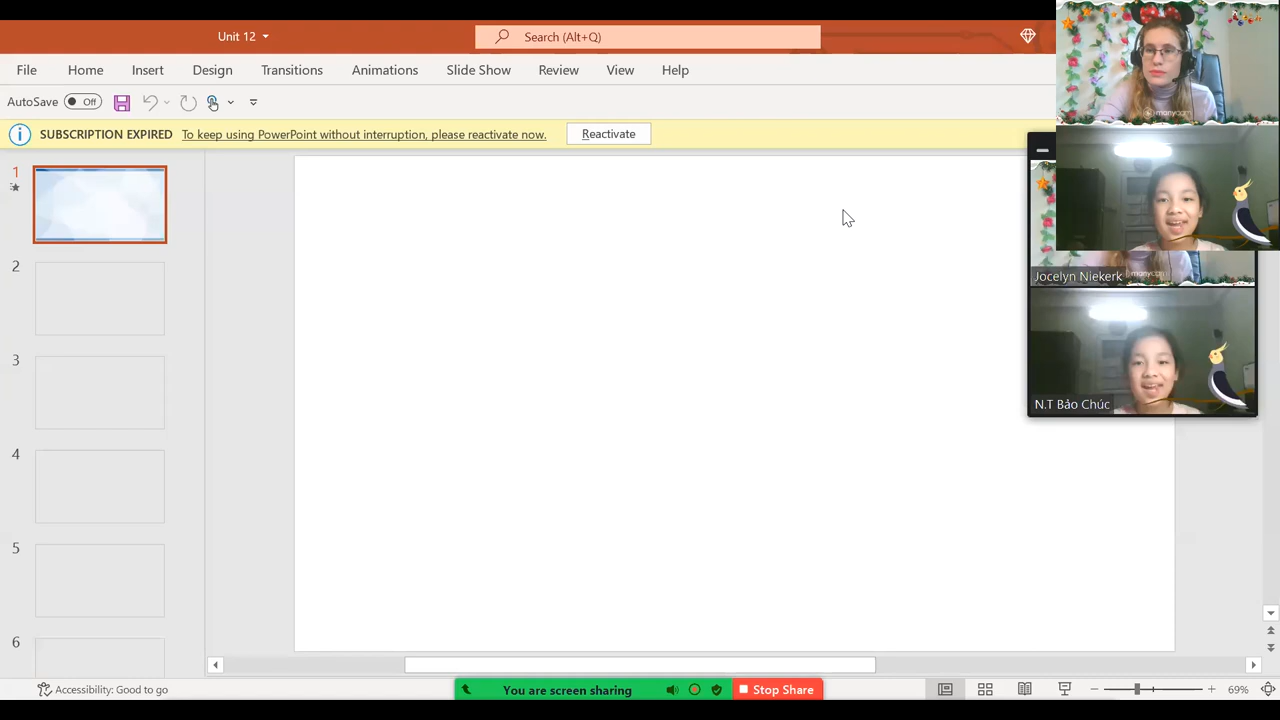 Unit 12
Search (Alt+Q)
File Home Insert Design Transitions Animations Slide Show Review View Help
AutoSave Off
SUBSCRIPTION EXPIRED To keep using PowerPoint without interruption, please reactivate now. Reactivate
1
2
3
4
5
6
manycam
Jocelyn Niekerk
manycam
N.T Bảo Chúc
Accessibility: Good to go
You are screen sharing
Stop Share
69%